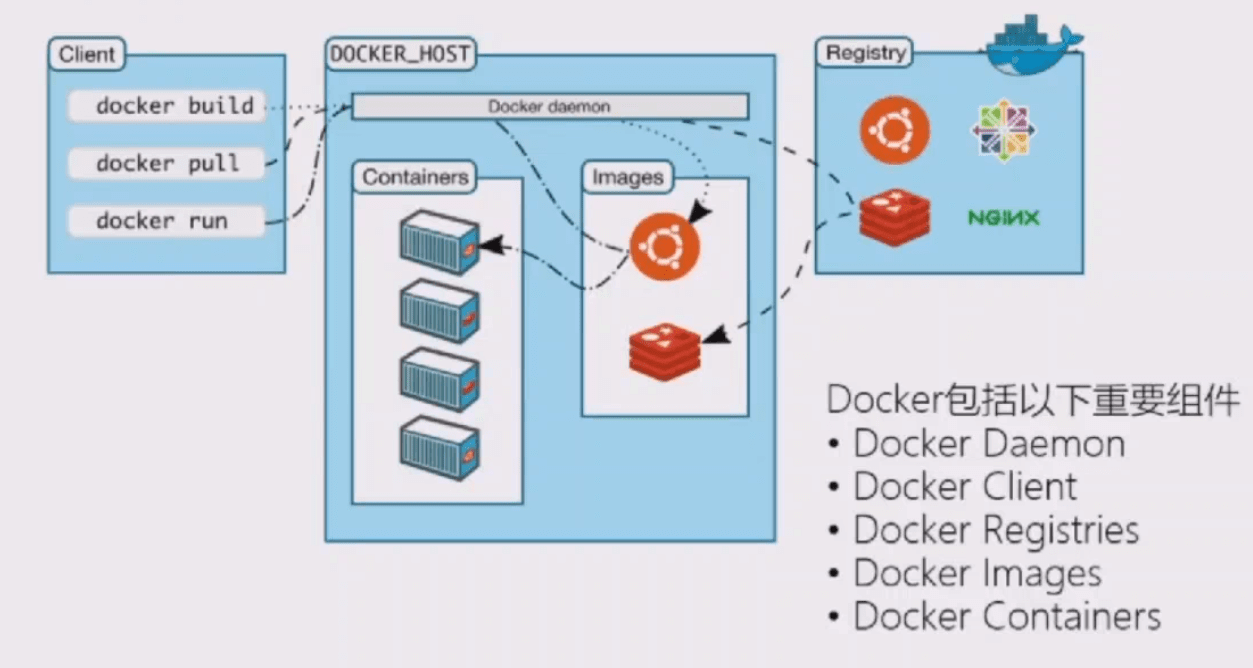 Client
docker build
docker pull
docker run
DOCKER_HOST
Docker daemon
Containers
Images
Registry
NGINX
Docker包括以下重要组件
• Docker Daemon
• Docker Client
• Docker Registries
• Docker Images
• Docker Containers